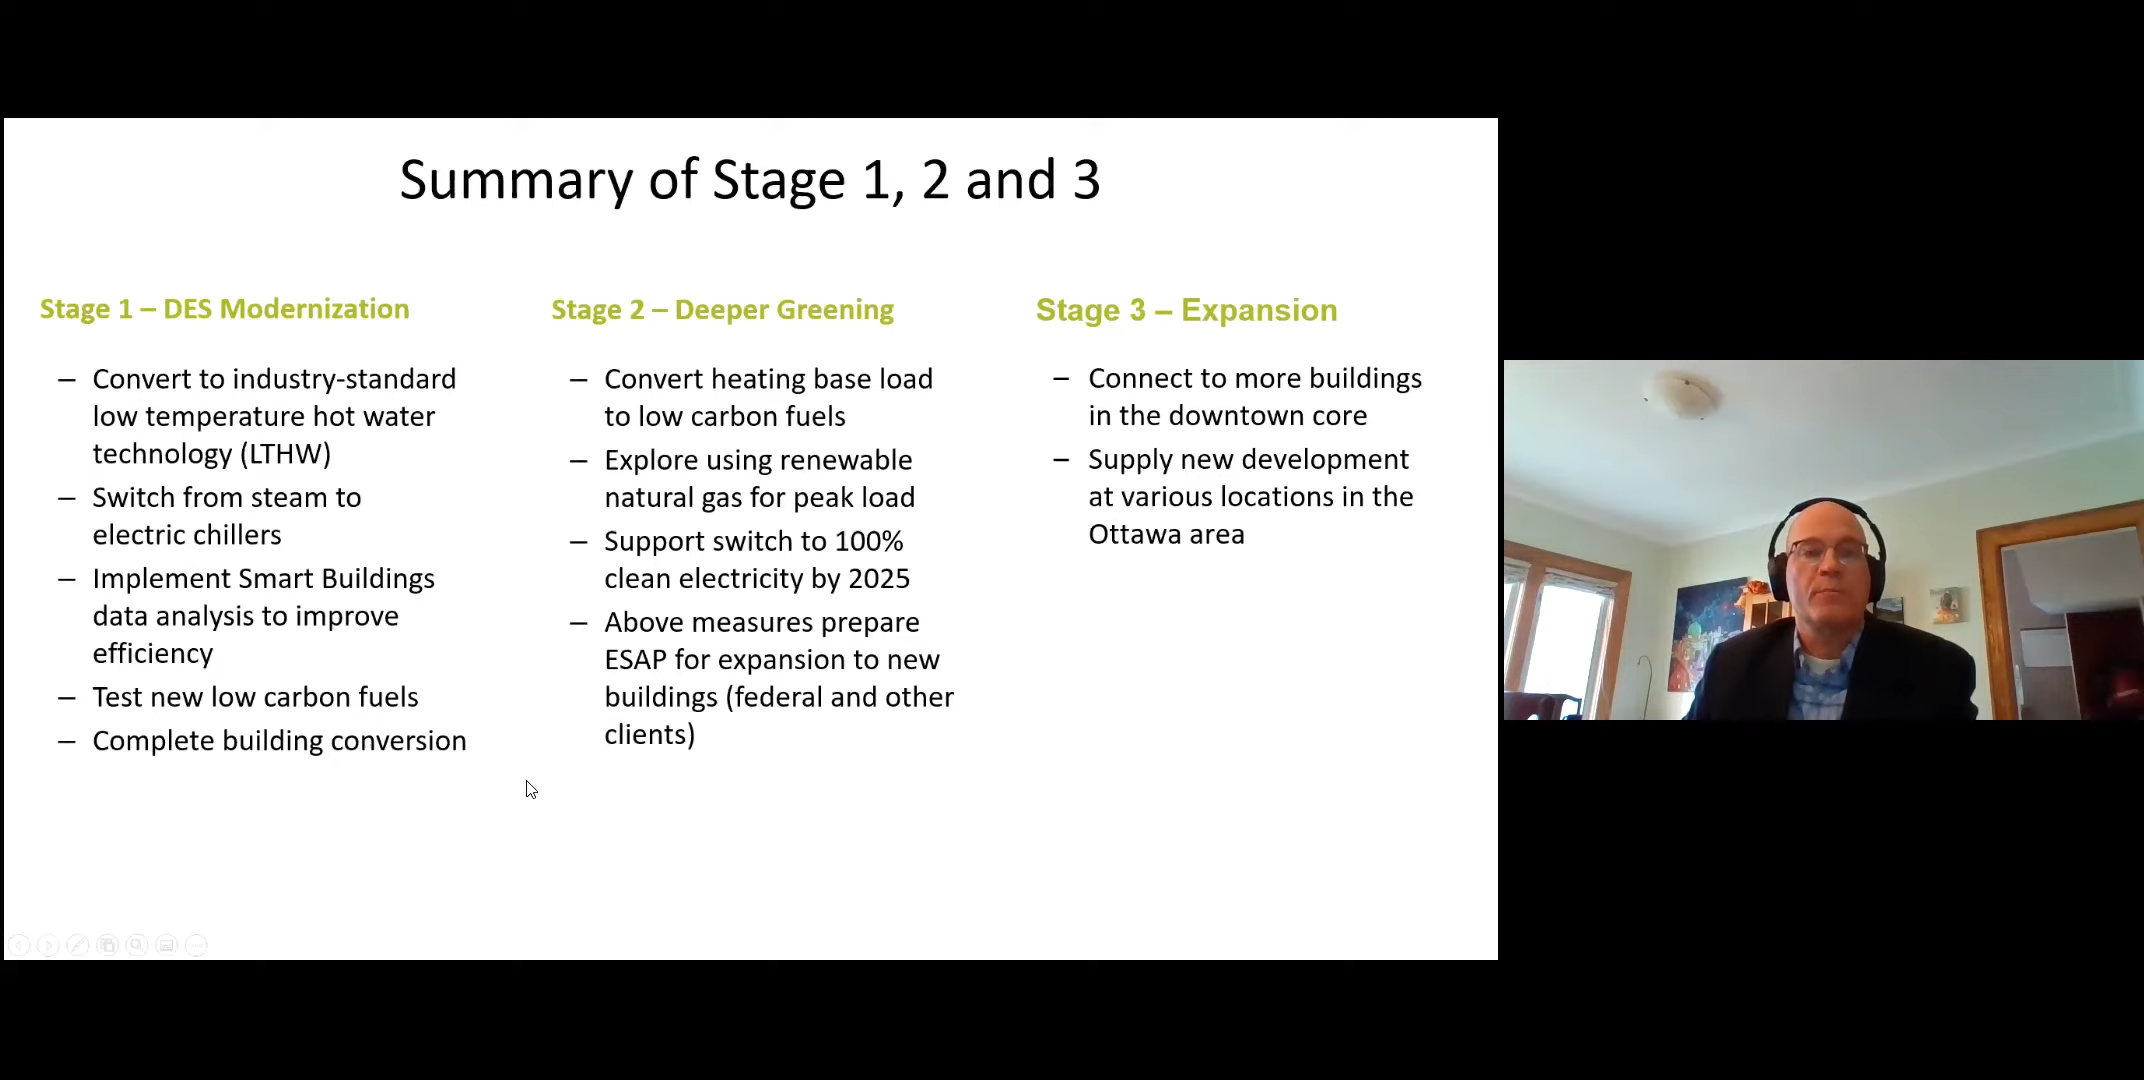 Summary of Stage 1, 2 and 3
Stage 1 – DES Modernization
– Convert to industry-standard
low temperature hot water
technology (LTHW)
– Switch from steam to
electric chillers
– Implement Smart Buildings
data analysis to improve
efficiency
– Test new low carbon fuels
– Complete building conversion
Stage 2 – Deeper Greening
– Convert heating base load
to low carbon fuels
– Explore using renewable
natural gas for peak load
– Support switch to 100%
clean electricity by 2025
– Above measures prepare
ESAP for expansion to new
buildings (federal and other
clients)
Stage 3 – Expansion
– Connect to more buildings
in the downtown core
– Supply new development
at various locations in the
Ottawa area